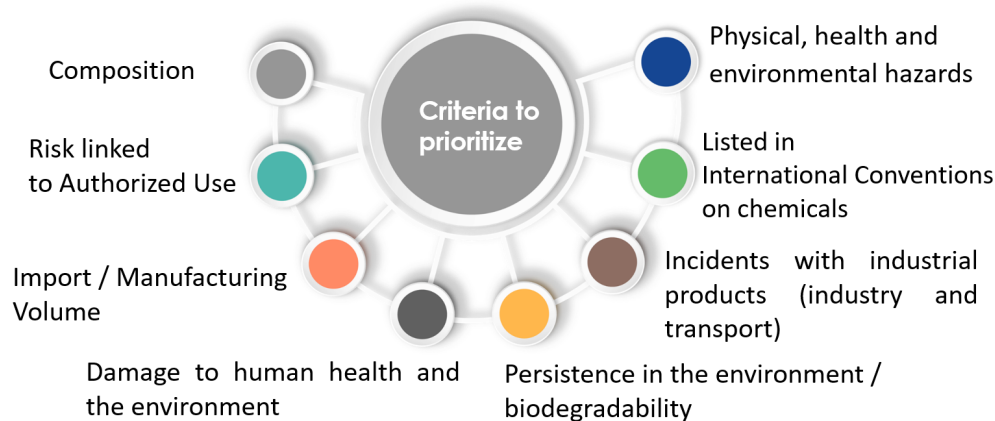 Criteria to
prioritize
Composition
Risk linked
to Authorized Use
Import / Manufacturing
Volume
Damage to human health and
the environment
Persistence in the environment /
biodegradability
Incidents with industrial
products (industry and
transport)
Listed in
International Conventions
on chemicals
Physical, health and
environmental hazards